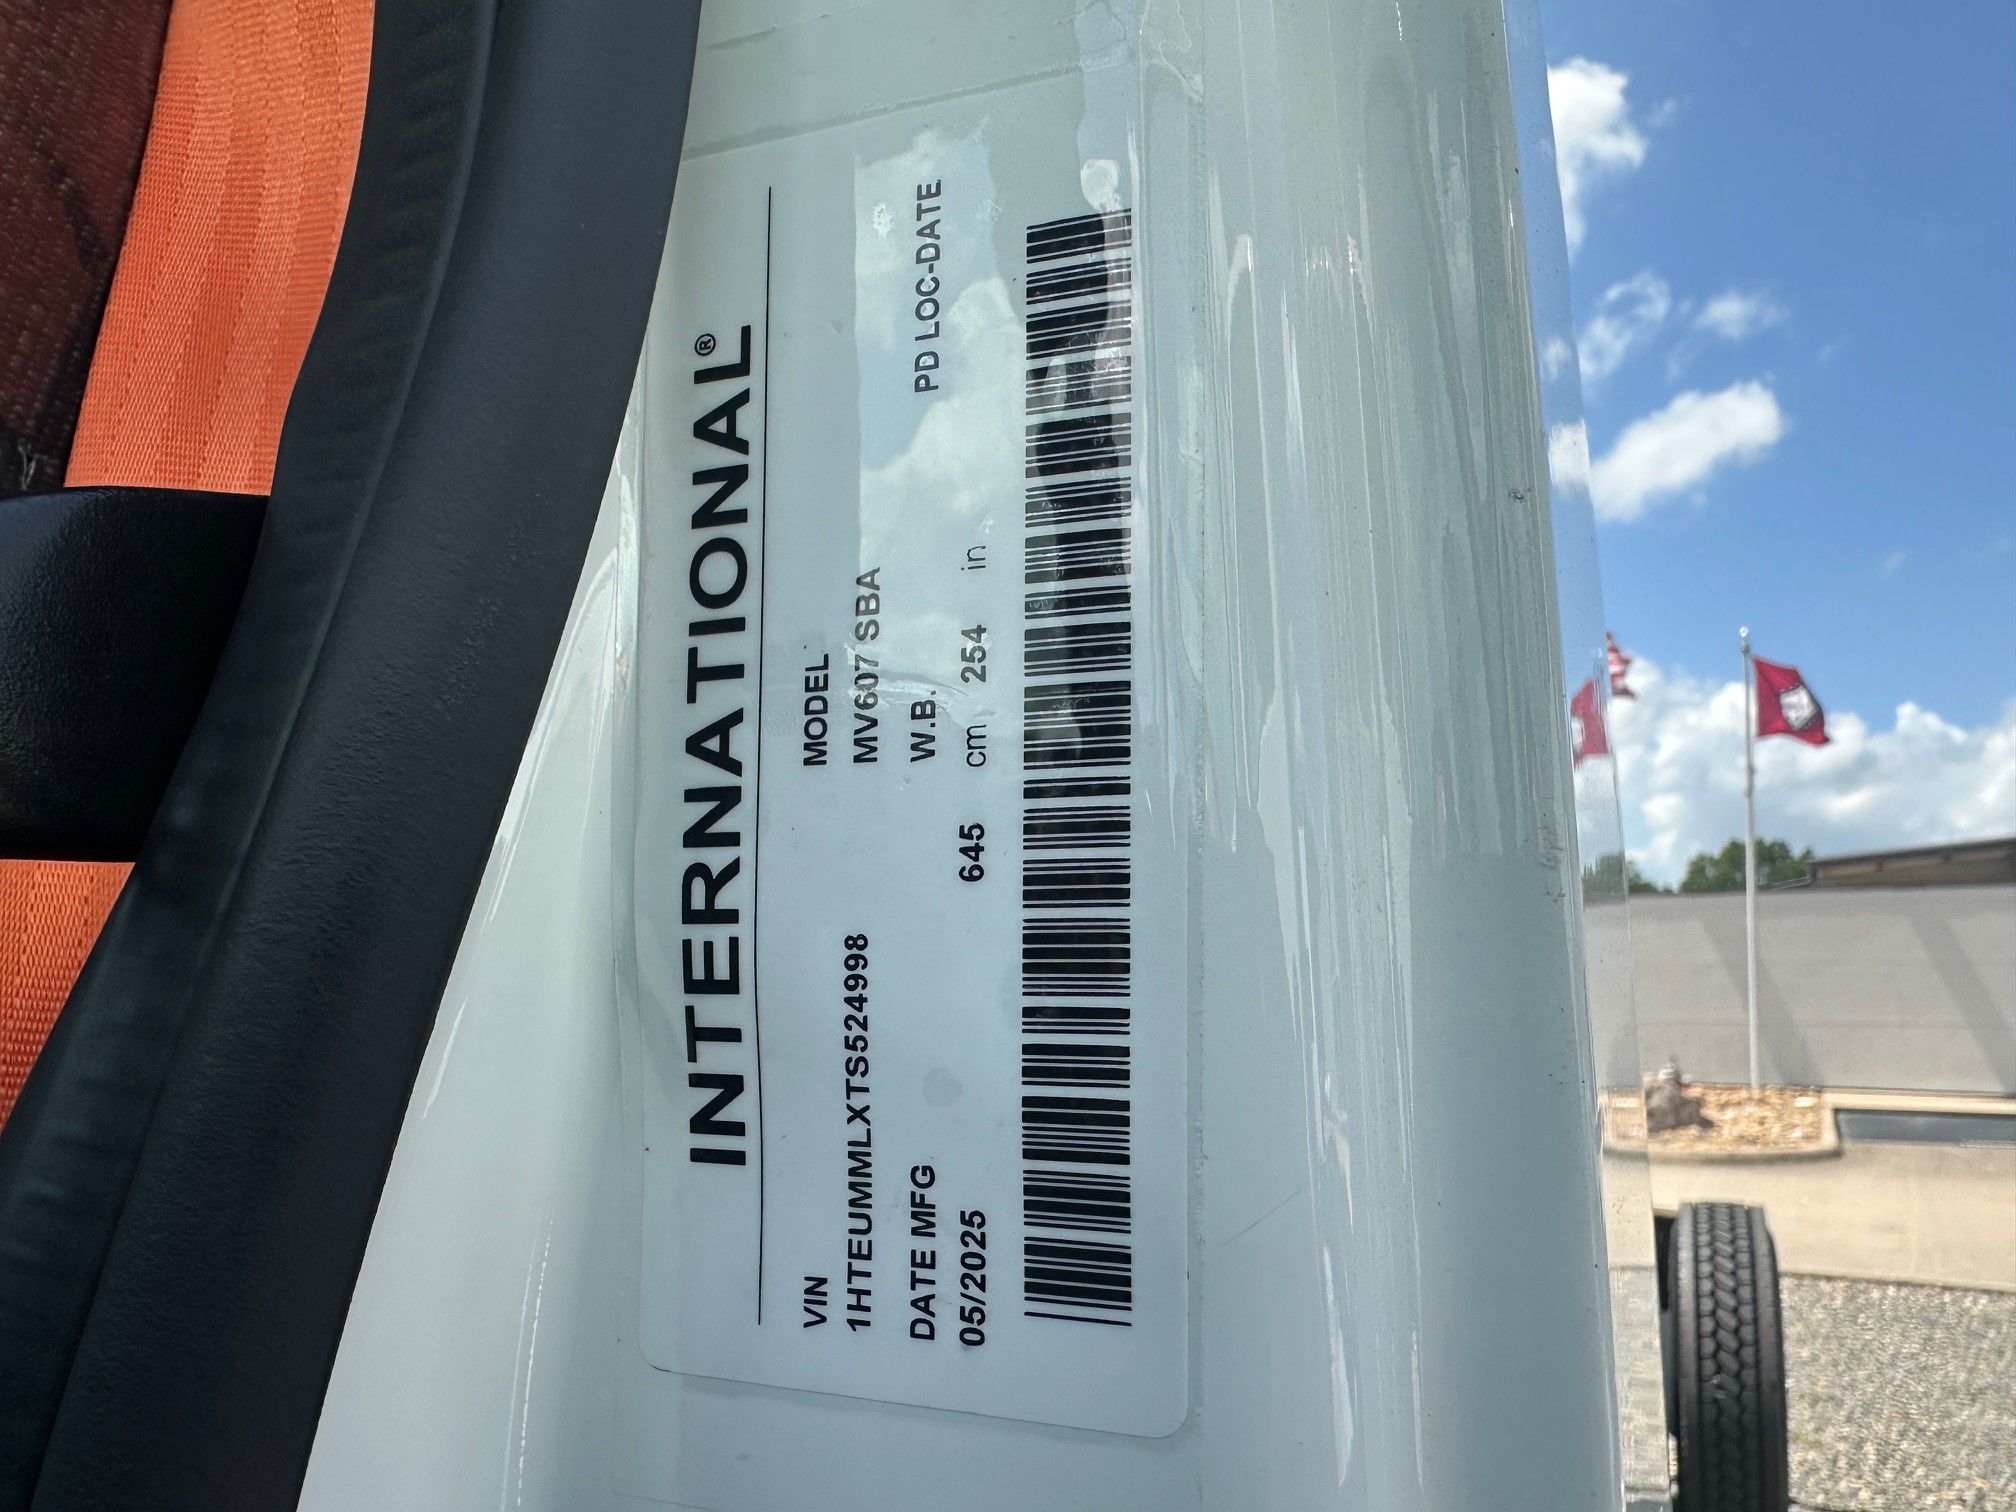 INTERNATIONAL®
VIN MODEL
1HTEUMMLXTS524998 MV607 SBA
DATE MFG W.B. PD LOC-DATE
05/2025 645 cm 254 in